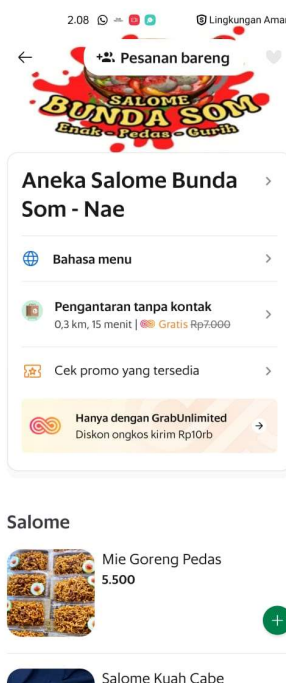 2.08
Lingkungan Aman
Pesanan bareng
SALOME
BUNDA SOM
Enak - Pedas - Gurih
Aneka Salome Bunda
Som - Nae
Bahasa menu
Pengantaran tanpa kontak
0,3 km, 15 menit | Gratis Rp7.000
Cek promo yang tersedia
Hanya dengan GrabUnlimited
Diskon ongkos kirim Rp10rb
Salome
Mie Goreng Pedas
5.500
Salome Kuah Cabe